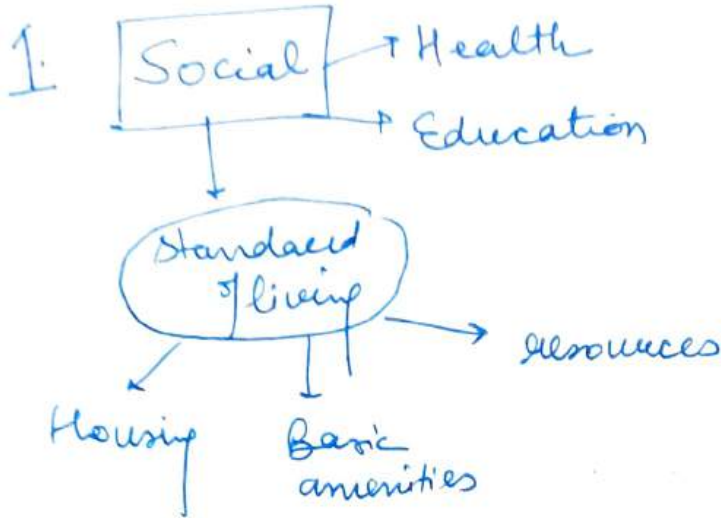 1. Social
Health
Education
Standard
of living
resources
Housing
Basic
amenities